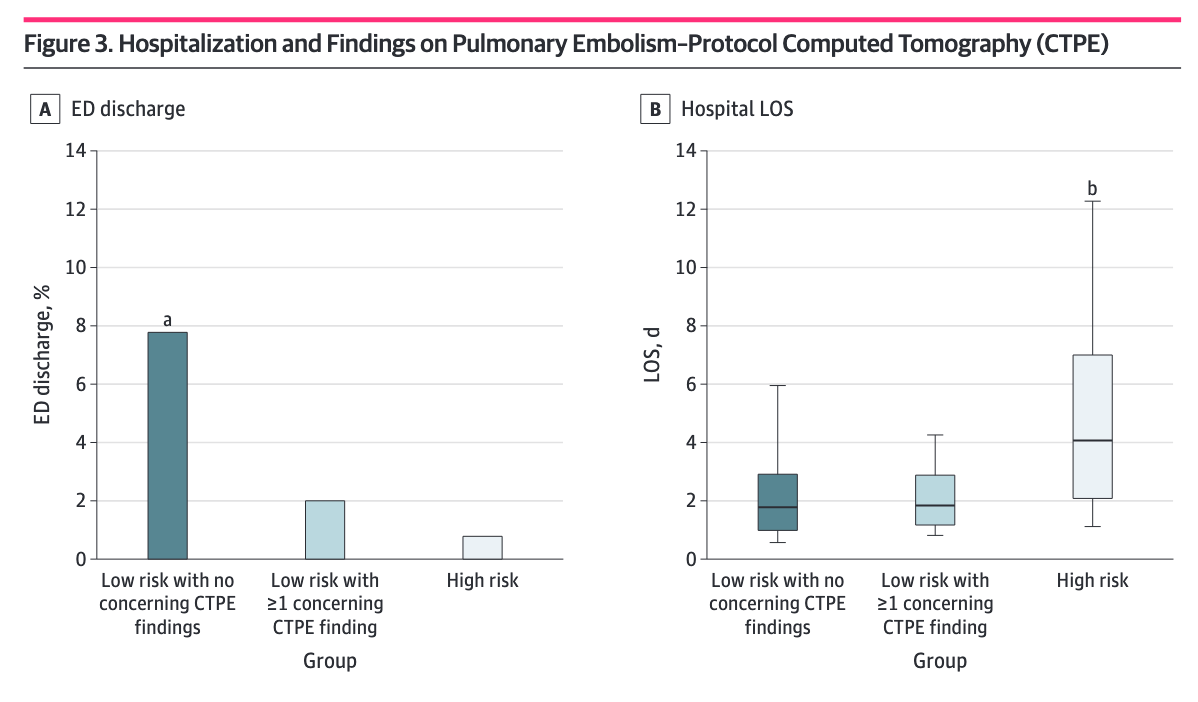 Figure 3. Hospitalization and Findings on Pulmonary Embolism–Protocol Computed Tomography (CTPE)
A ED discharge
14
12
10
8
6
4
2
0
ED discharge, %
a
Low risk with no
concerning CTPE
findings
Low risk with
≥1 concerning
CTPE finding
High risk
Group
B Hospital LOS
14
12
10
8
6
4
2
0
LOS, d
b
Low risk with no
concerning CTPE
findings
Low risk with
≥1 concerning
CTPE finding
High risk
Group